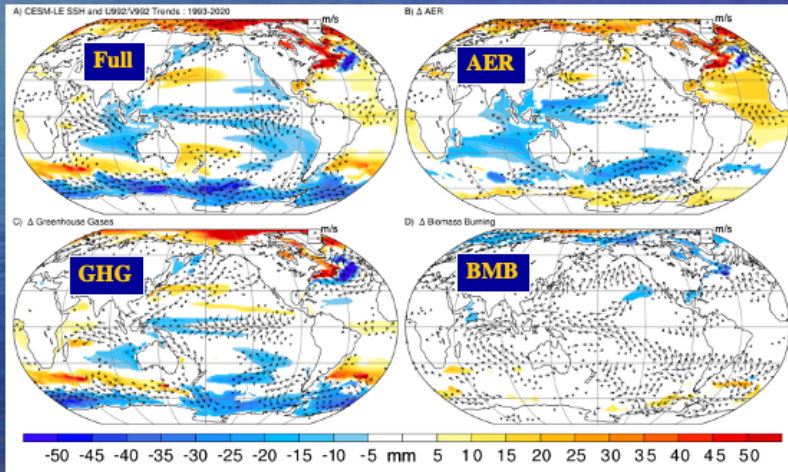 A) CESM-LE SSH and U992/V992 Trends : 1993-2020
m/s
Full
B) Δ AER
m/s
AER
C) Δ Greenhouse Gases
m/s
GHG
D) Δ Biomass Burning
m/s
BMB
-50 -45 -40 -35 -30 -25 -20 -15 -10 -5 mm 5 10 15 20 25 30 35 40 45 50